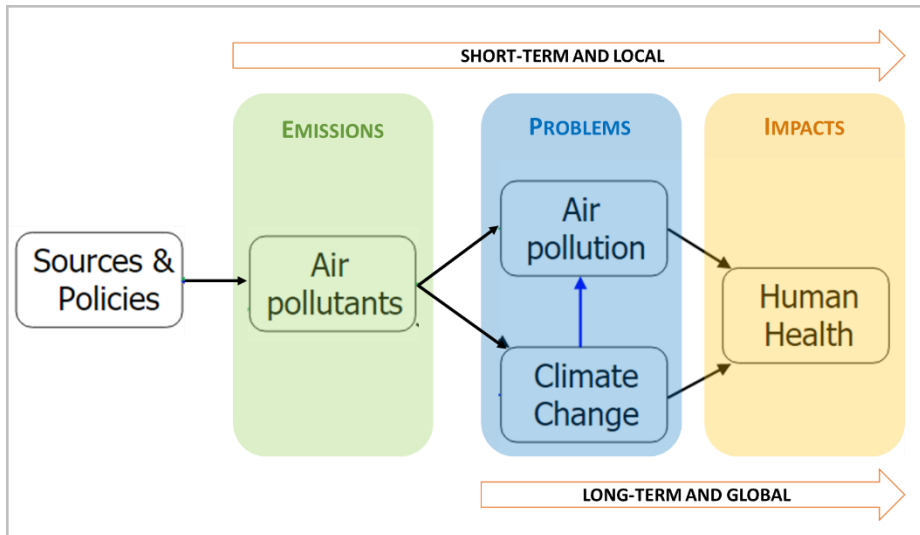 SHORT-TERM AND LOCAL
EMISSIONS
PROBLEMS
IMPACTS
Sources &
Policies
Air
pollutants
Air
pollution
Climate
Change
Human
Health
LONG-TERM AND GLOBAL